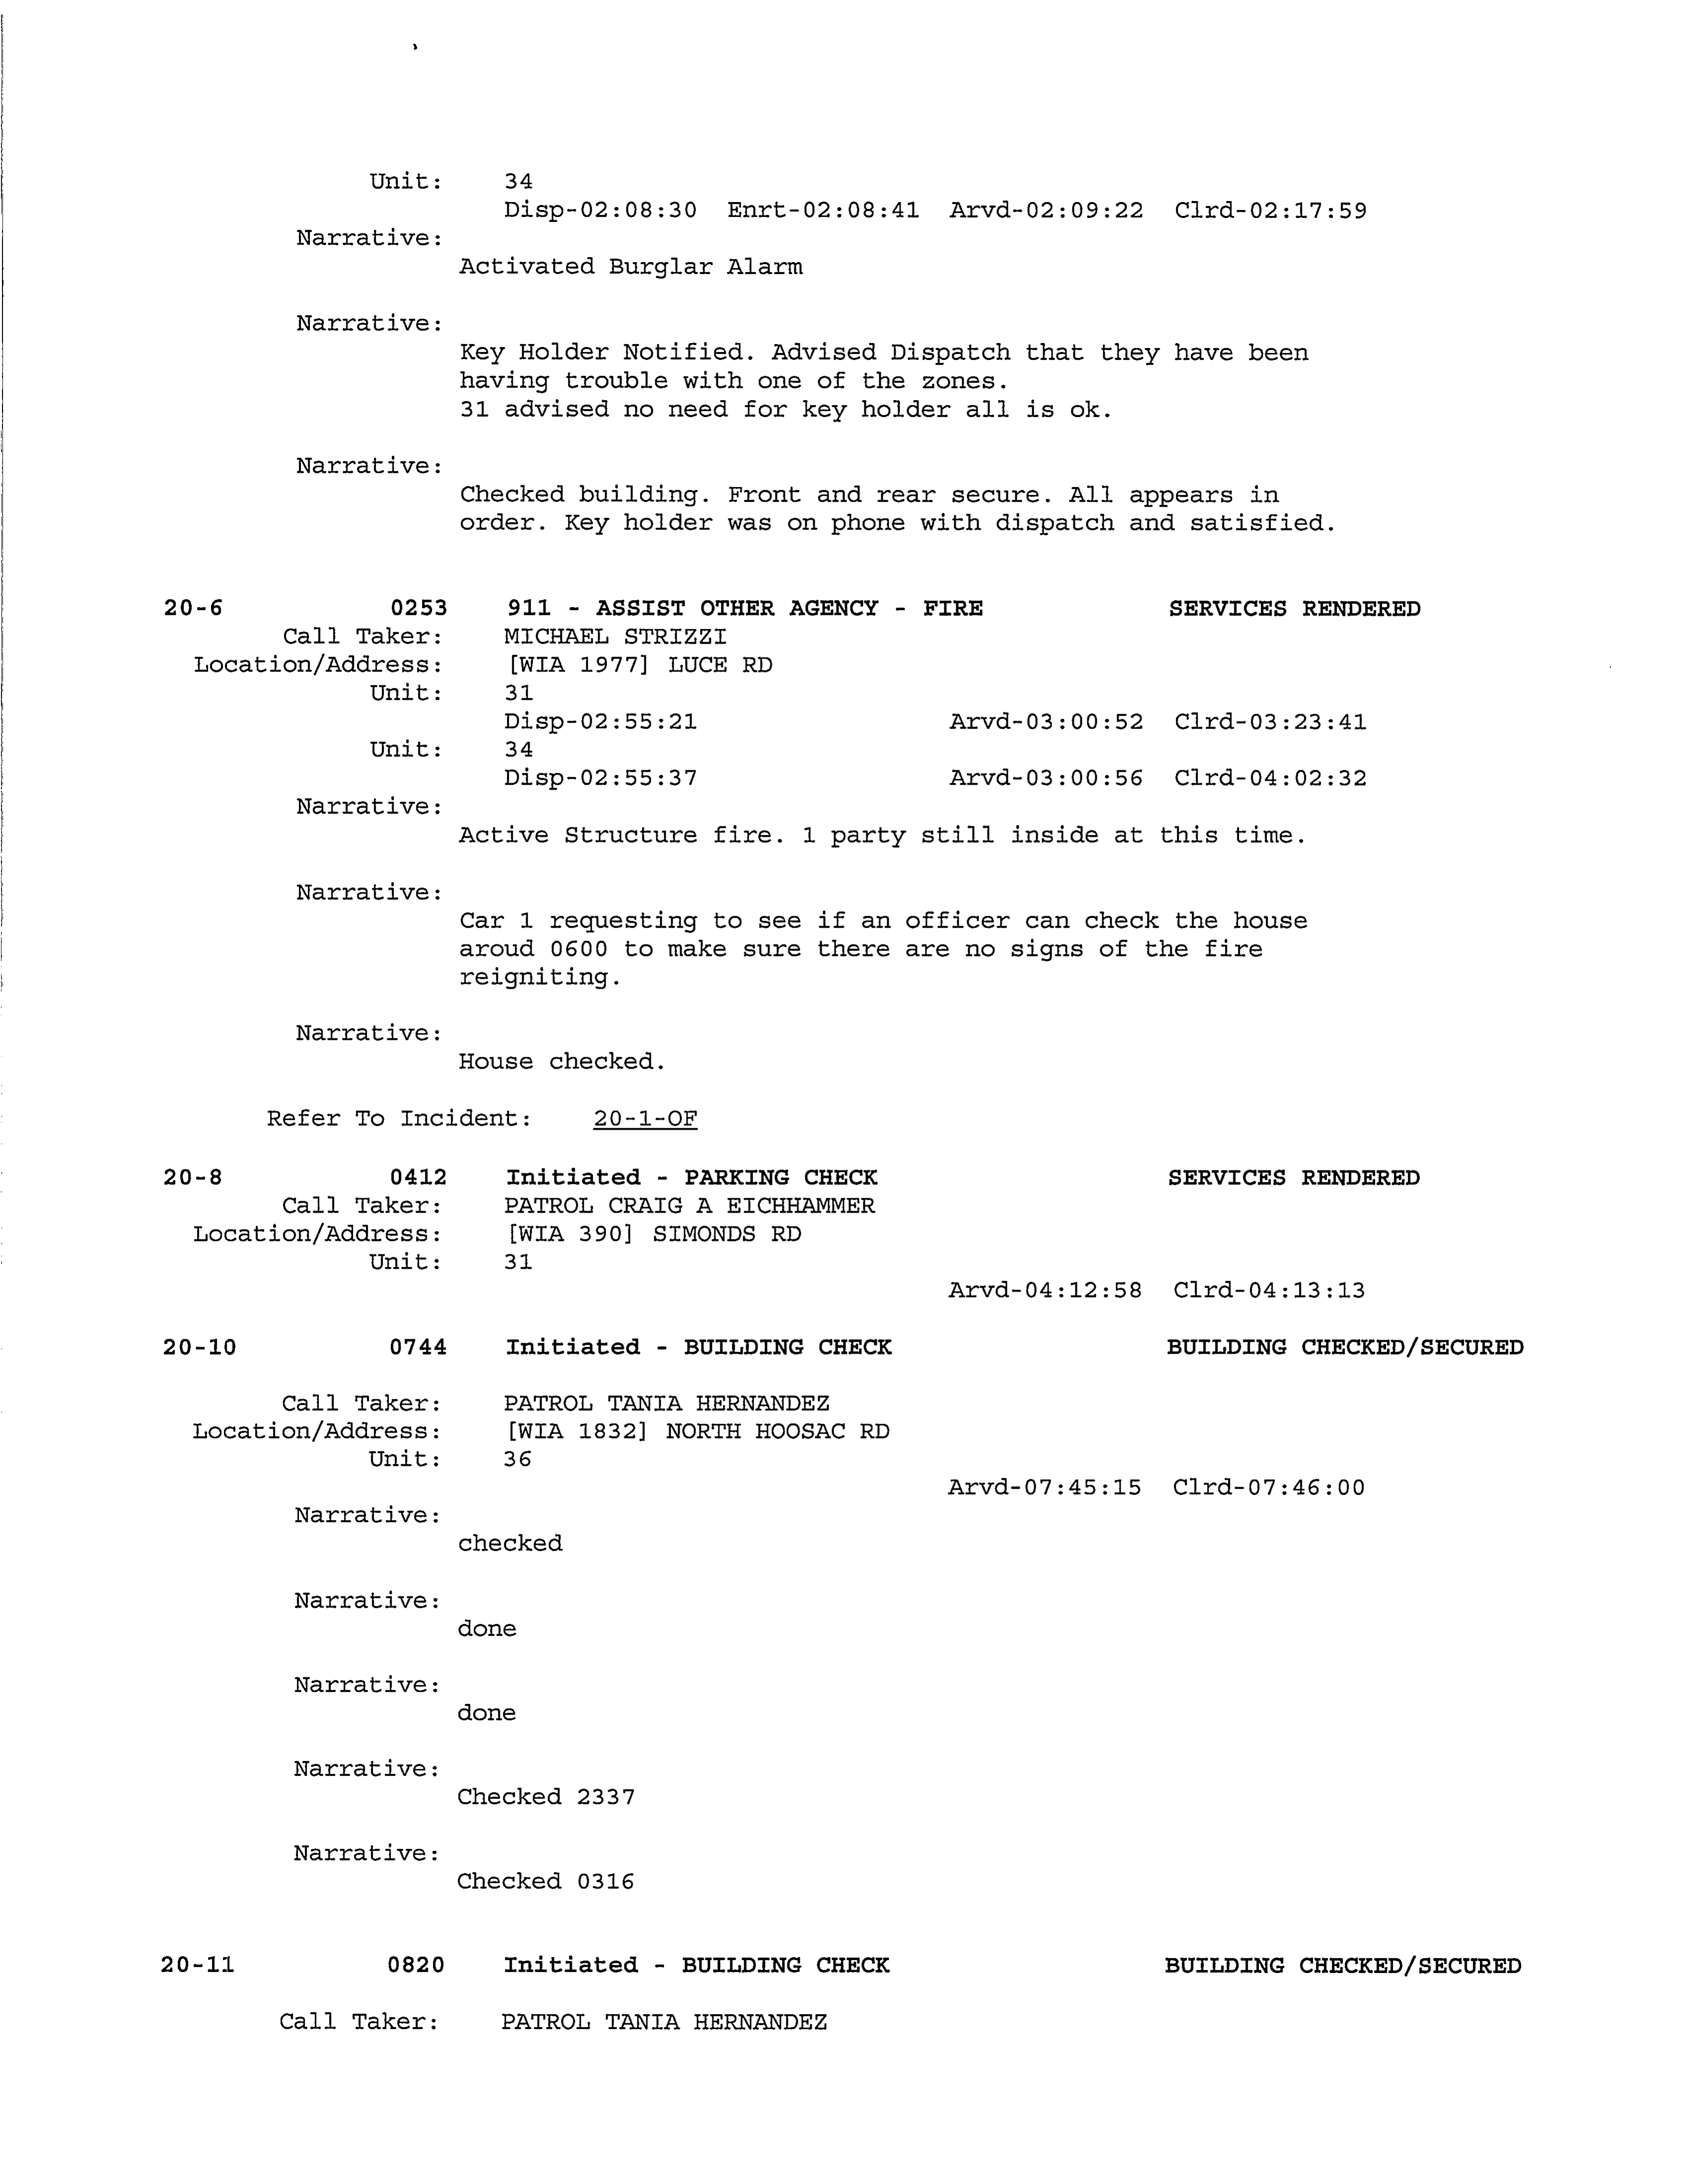 Unit: 34
Disp-02:08:30 Enrt-02:08:41 Arvd-02:09:22 Clrd-02:17:59
Narrative:
Activated Burglar Alarm
Narrative:
Key Holder Notified. Advised Dispatch that they have been
having trouble with one of the zones.
31 advised no need for key holder all is ok.
Narrative:
Checked building. Front and rear secure. All appears in
order. Key holder was on phone with dispatch and satisfied.
20-6 0253 911 - ASSIST OTHER AGENCY - FIRE SERVICES RENDERED
Call Taker: MICHAEL STRIZZI
Location/Address: [WIA 1977] LUCE RD
Unit: 31
Disp-02:55:21 Arvd-03:00:52 Clrd-03:23:41
Unit: 34
Disp-02:55:37 Arvd-03:00:56 Clrd-04:02:32
Narrative:
Active Structure fire. 1 party still inside at this time.
Narrative:
Car 1 requesting to see if an officer can check the house
aroud 0600 to make sure there are no signs of the fire
reigniting.
Narrative:
House checked.
Refer To Incident: 20-1-OF
20-8 0412 Initiated - PARKING CHECK SERVICES RENDERED
Call Taker: PATROL CRAIG A EICHHAMMER
Location/Address: [WIA 390] SIMONDS RD
Unit: 31
Arvd-04:12:58 Clrd-04:13:13
20-10 0744 Initiated - BUILDING CHECK BUILDING CHECKED/SECURED
Call Taker: PATROL TANIA HERNANDEZ
Location/Address: [WIA 1832] NORTH HOOSAC RD
Unit: 36
Arvd-07:45:15 Clrd-07:46:00
Narrative:
checked
Narrative:
done
Narrative:
done
Narrative:
Checked 2337
Narrative:
Checked 0316
20-11 0820 Initiated - BUILDING CHECK BUILDING CHECKED/SECURED
Call Taker: PATROL TANIA HERNANDEZ